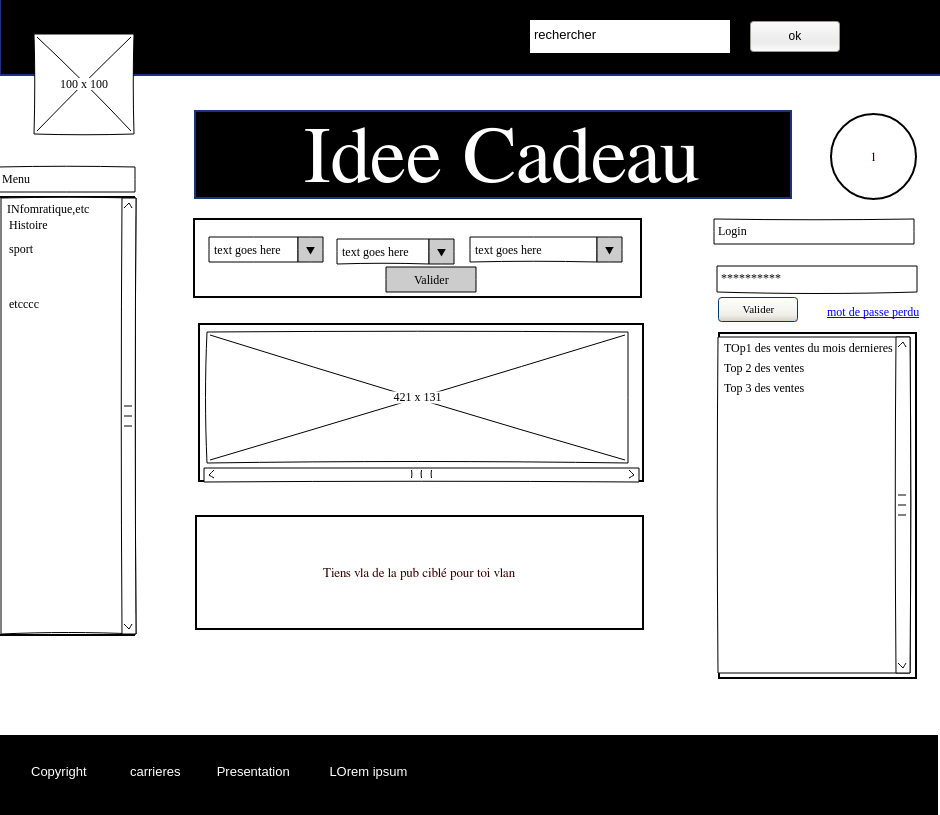 rechercher
ok
100 x 100
Idee Cadeau
1
Menu
INfomratique,etc
Histoire
sport
etcccc
text goes here
text goes here
text goes here
Valider
421 x 131
Tiens vla de la pub ciblé pour toi vlan
Login
**********
Valider
mot de passe perdu
TOp1 des ventes du mois dernieres
Top 2 des ventes
Top 3 des ventes
Copyright
carrieres
Presentation
LOrem ipsum